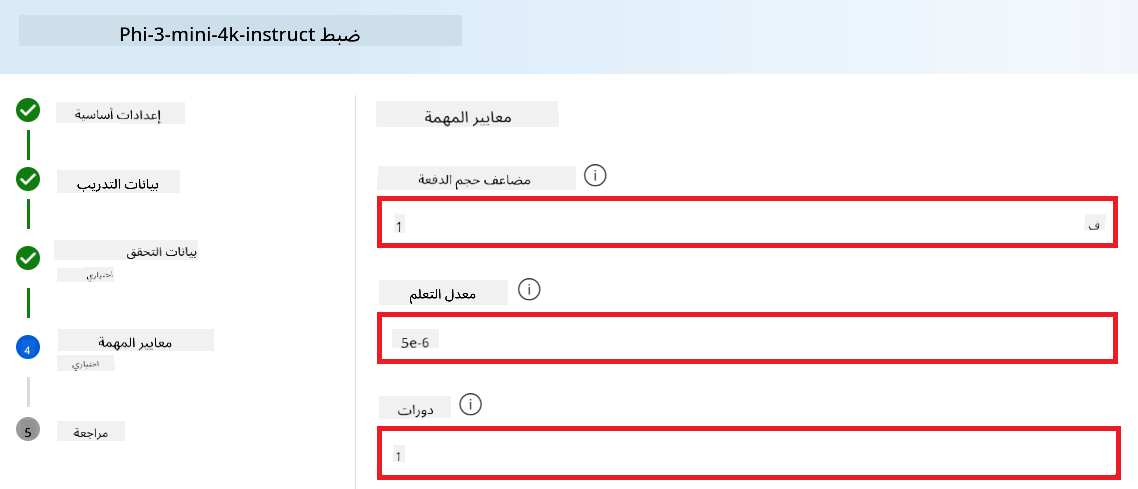 ضبط Phi-3-mini-4k-instruct
إعدادات أساسية
بيانات التدريب
بيانات التحقق
اختياري
4
معايير المهمة
اختياري
5
مراجعة
معايير المهمة
مضاعف حجم الدفعة
1
ف
معدل التعلم
5e-6
دورات
1